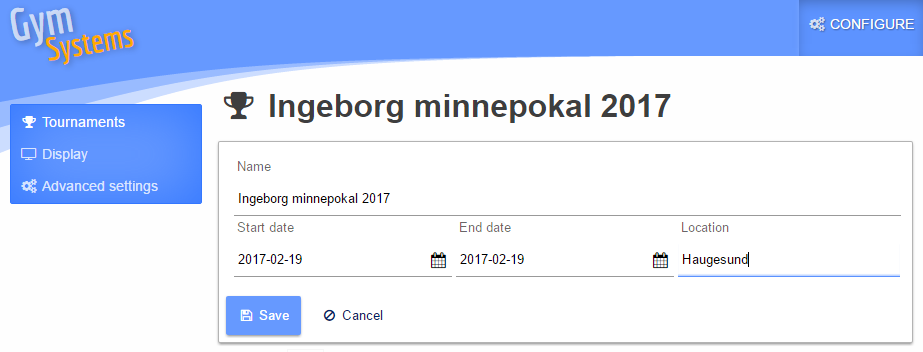 Gym
Systems
CONFIGURE
Tournaments
Display
Advanced settings
Ingeborg minnepokal 2017
Name
Ingeborg minnepokal 2017
Start date End date Location
2017-02-19 2017-02-19 Haugesund
Save Cancel